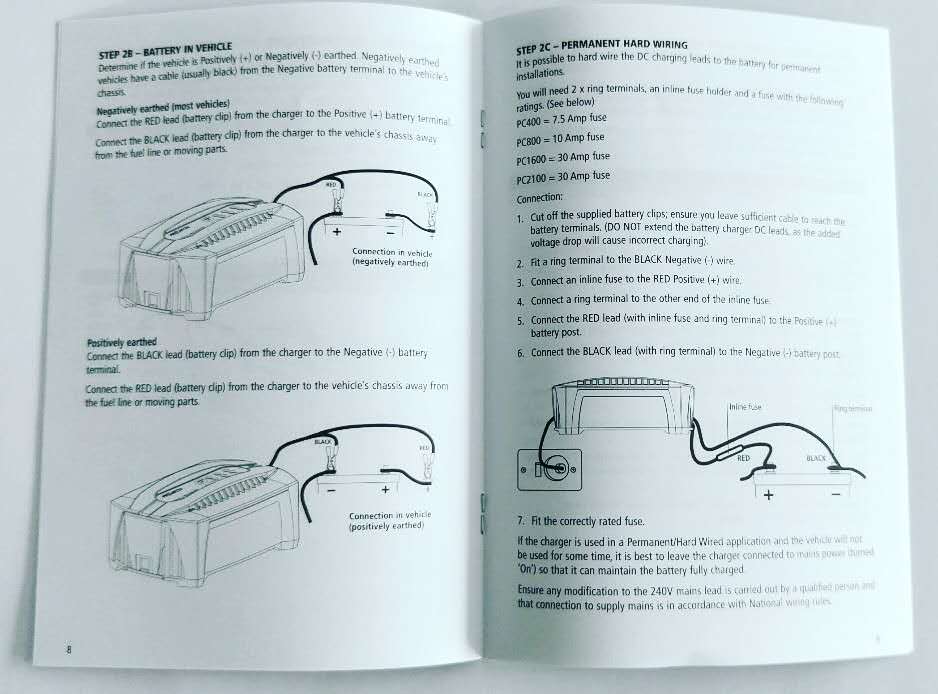 STEP 2B – BATTERY IN VEHICLE
Determine if the vehicle is Positively (+) or Negatively (-) earthed. Negatively earthed
vehicles have a cable (usually black) from the Negative battery terminal to the vehicle's
chassis.
Negatively earthed (most vehicles)
Connect the RED lead (battery clip) from the charger to the Positive (+) battery terminal.
Connect the BLACK lead (battery clip) from the charger to the vehicle's chassis away
from the fuel line or moving parts.
RED
BLACK
+
–
Connection in vehicle
(negatively earthed)
Positively earthed
Connect the BLACK lead (battery clip) from the charger to the Negative (-) battery
terminal.
Connect the RED lead (battery clip) from the charger to the vehicle's chassis away from
the fuel line or moving parts.
BLACK
RED
–
+
Connection in vehicle
(positively earthed)
8
STEP 2C – PERMANENT HARD WIRING
It is possible to hard wire the DC charging leads to the battery for permanent
installations.
You will need 2 x ring terminals, an inline fuse holder and a fuse with the following
ratings. (See below)
PC400 = 7.5 Amp fuse
PC800 = 10 Amp fuse
PC1600 = 30 Amp fuse
PC2100 = 30 Amp fuse
Connection:
1. Cut off the supplied battery clips; ensure you leave sufficient cable to reach the
battery terminals. (DO NOT extend the battery charger DC leads, as the added
voltage drop will cause incorrect charging).
2. Fit a ring terminal to the BLACK Negative (-) wire.
3. Connect an inline fuse to the RED Positive (+) wire.
4. Connect a ring terminal to the other end of the inline fuse.
5. Connect the RED lead (with inline fuse and ring terminal) to the Positive (+)
battery post.
6. Connect the BLACK lead (with ring terminal) to the Negative (-) battery post.
Inline fuse
Ring terminal
RED
BLACK
+
–
7. Fit the correctly rated fuse.
If the charger is used in a Permanent/Hard Wired application and the vehicle will not
be used for some time, it is best to leave the charger connected to mains power (turned
'On') so that it can maintain the battery fully charged.
Ensure any modification to the 240V mains lead is carried out by a qualified person and
that connection to supply mains is in accordance with National wiring rules.